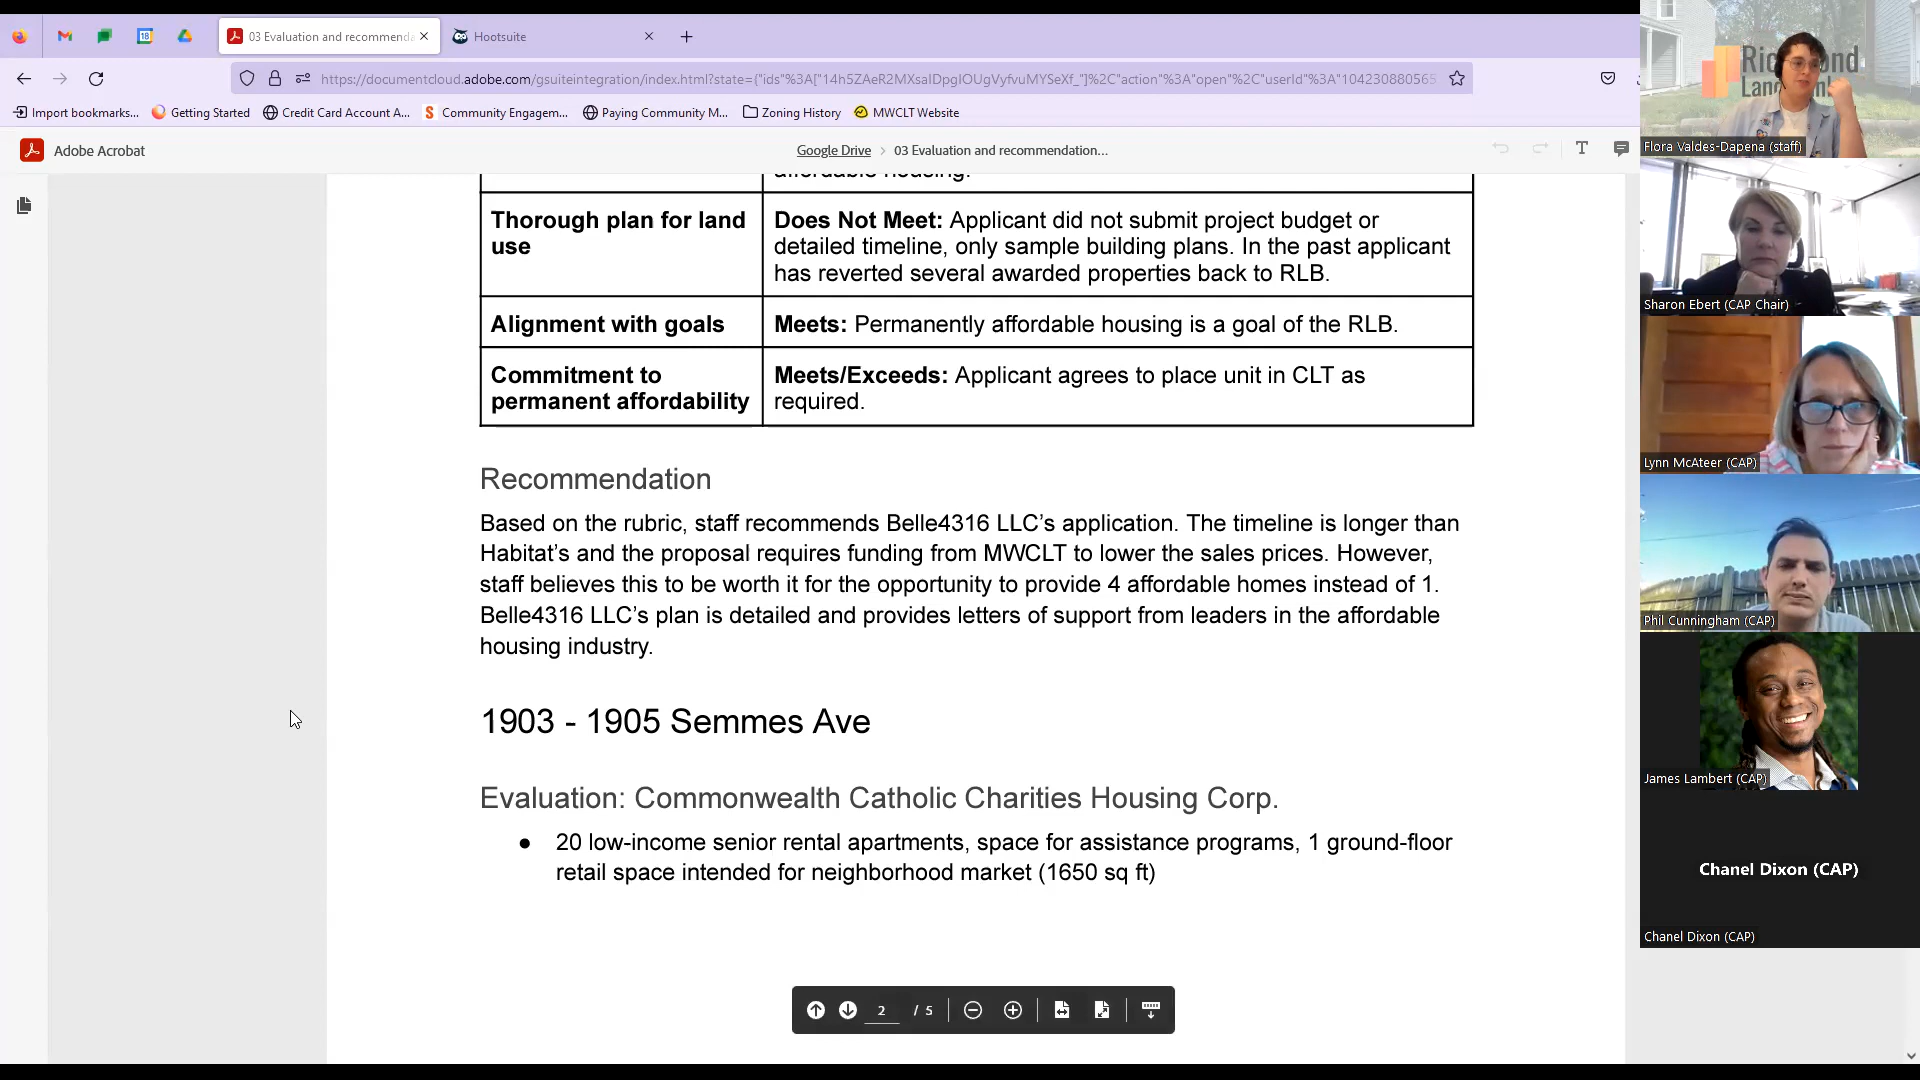 03 Evaluation and recommenda
Hootsuite
https://documentcloud.adobe.com/gsuiteintegration/index.html?state={"ids"%3A["14h5ZAeR2MXsaIDpgIOUgVyfvuMYSeXf_"]%2C"action"%3A"open"%2C"userId"%3A"104230880565
Import bookmarks...
Getting Started
Credit Card Account A...
Community Engagem...
Paying Community M...
Zoning History
MWCLT Website
Adobe Acrobat
Google Drive > 03 Evaluation and recommendation...
affordable housing.
Thorough plan for land use
Does Not Meet: Applicant did not submit project budget or
detailed timeline, only sample building plans. In the past applicant
has reverted several awarded properties back to RLB.
Alignment with goals
Meets: Permanently affordable housing is a goal of the RLB.
Commitment to
permanent affordability
Meets/Exceeds: Applicant agrees to place unit in CLT as
required.
Recommendation
Based on the rubric, staff recommends Belle4316 LLC’s application. The timeline is longer than
Habitat’s and the proposal requires funding from MWCLT to lower the sales prices. However,
staff believes this to be worth it for the opportunity to provide 4 affordable homes instead of 1.
Belle4316 LLC’s plan is detailed and provides letters of support from leaders in the affordable
housing industry.
1903 - 1905 Semmes Ave
Evaluation: Commonwealth Catholic Charities Housing Corp.
● 20 low-income senior rental apartments, space for assistance programs, 1 ground-floor
retail space intended for neighborhood market (1650 sq ft)
2 / 5
Flora Valdes-Dapena (staff)
Sharon Ebert (CAP Chair)
Lynn McAteer (CAP)
Phil Cunningham (CAP)
James Lambert (CAP)
Chanel Dixon (CAP)
Chanel Dixon (CAP)